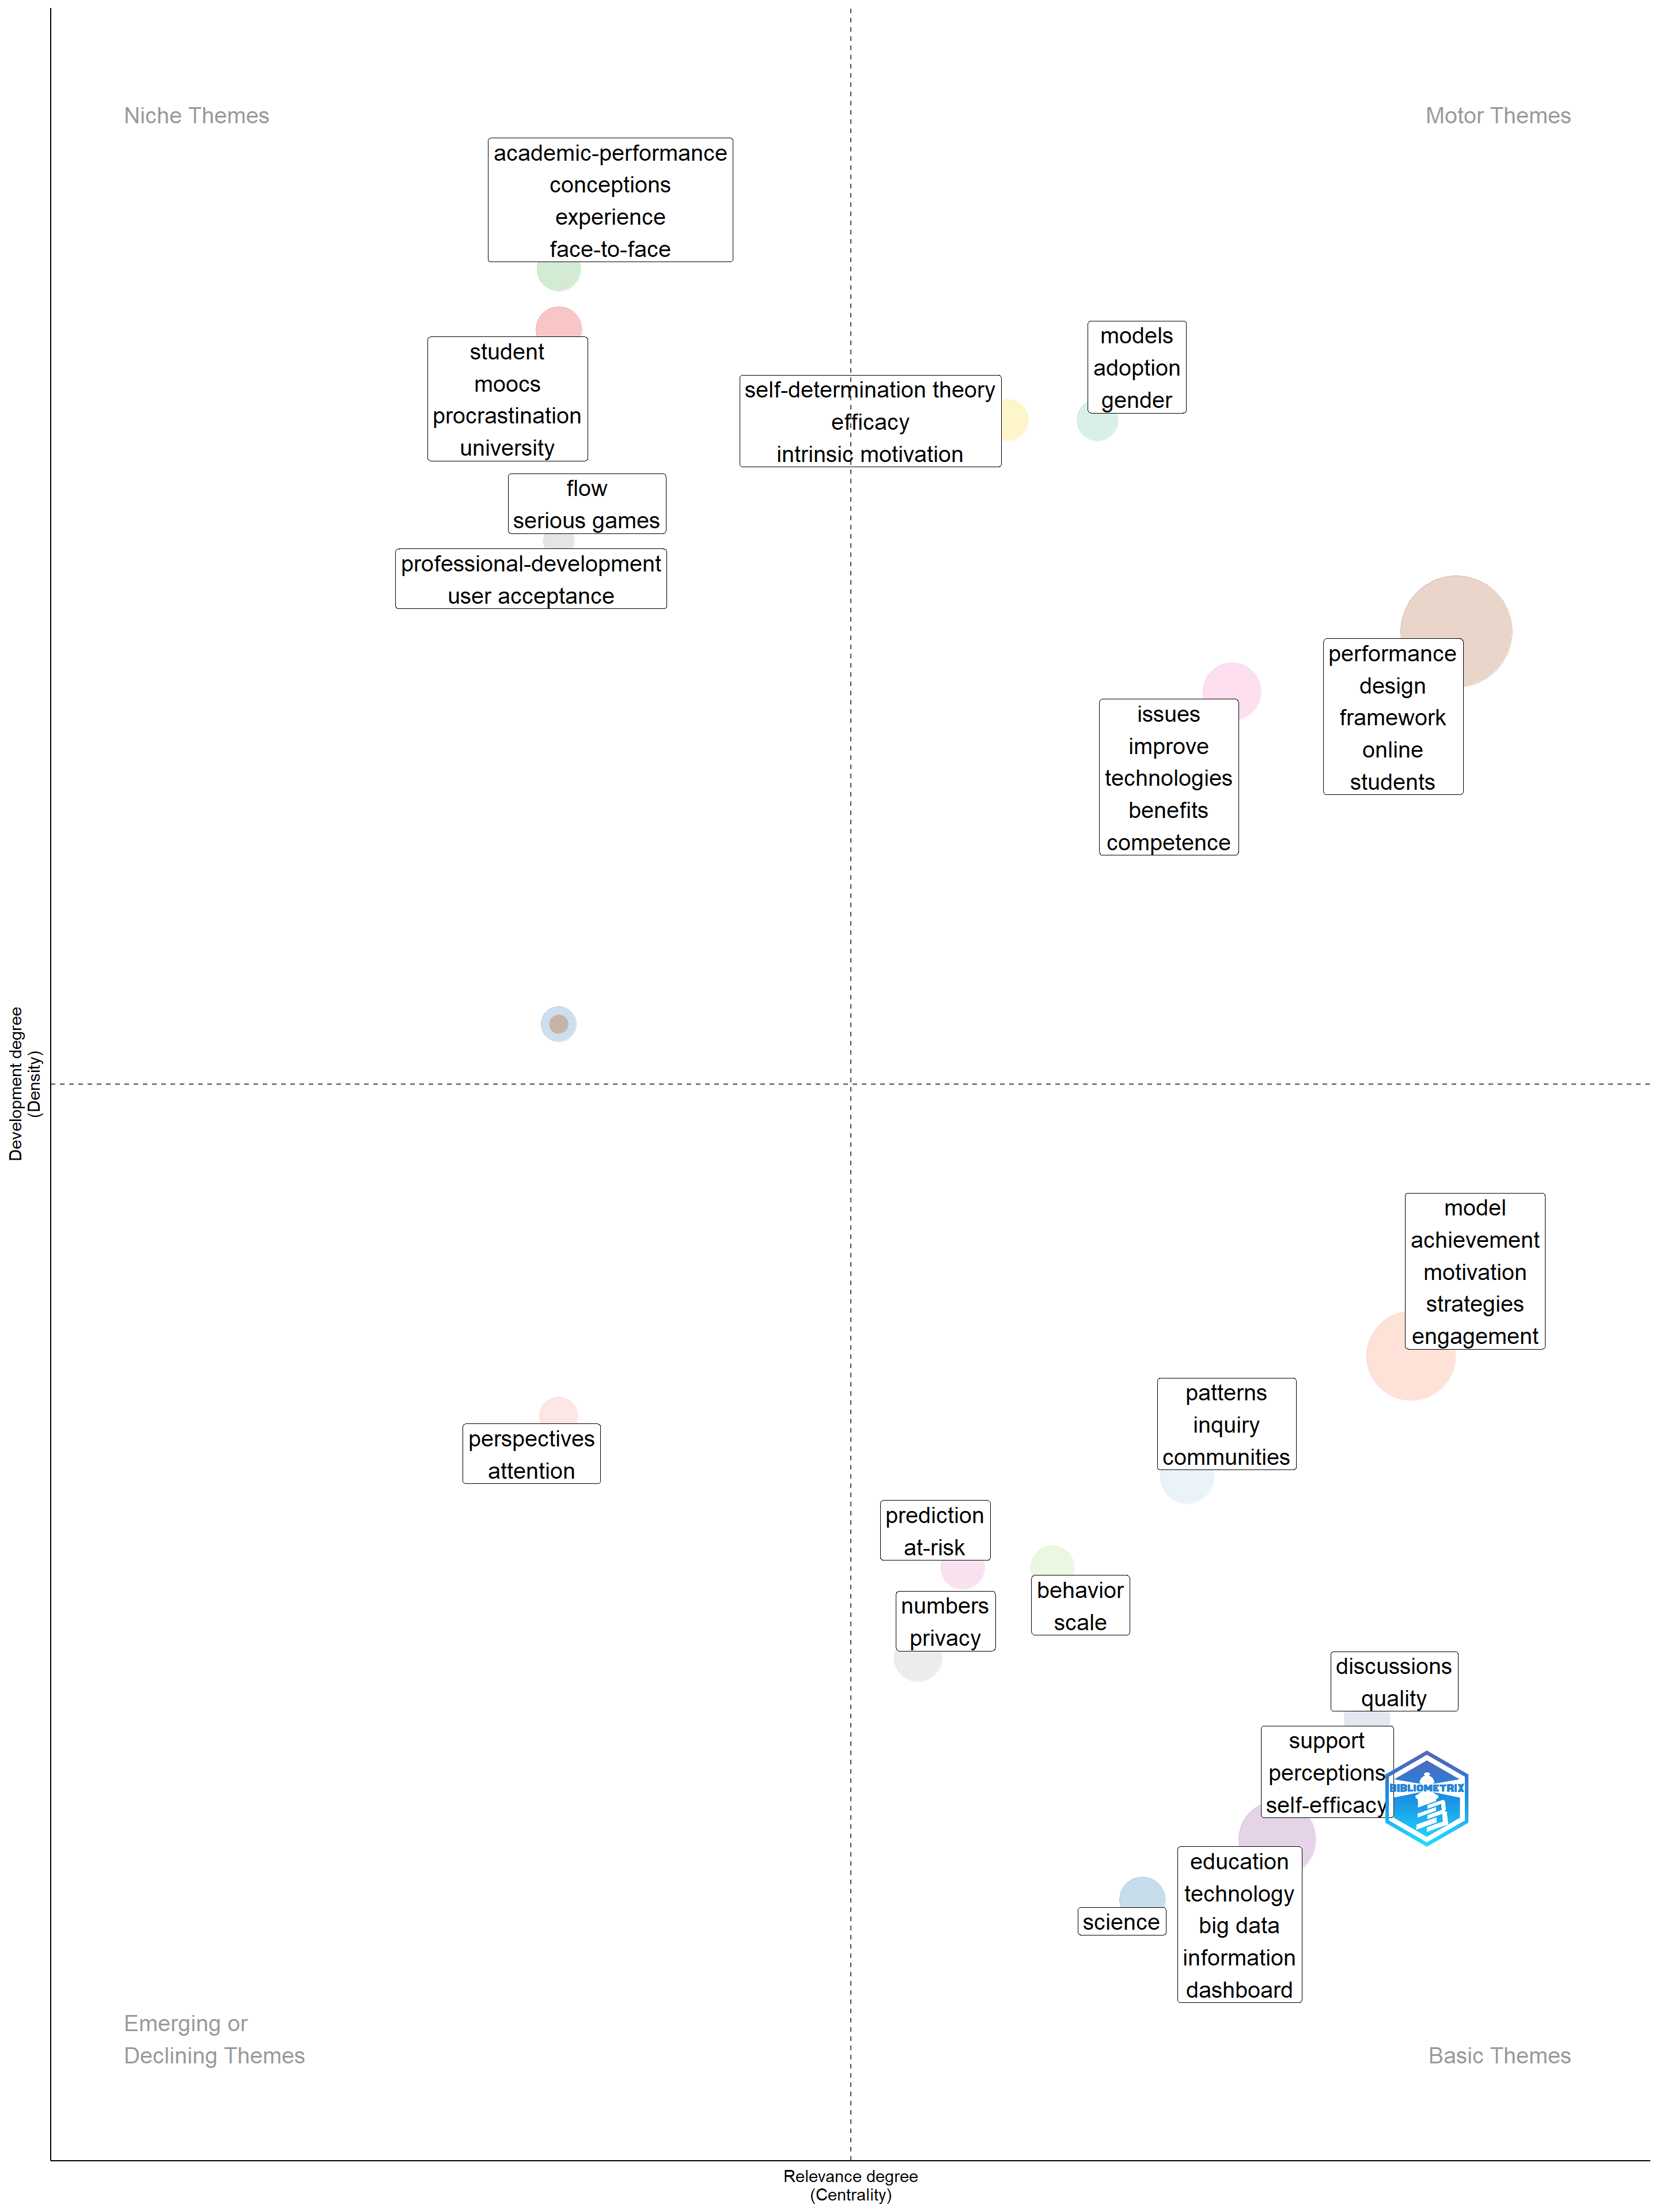 Niche Themes
Motor Themes
academic-performance
conceptions
experience
face-to-face
student
moocs
procrastination
university
flow
serious games
professional-development
user acceptance
self-determination theory
efficacy
intrinsic motivation
models
adoption
gender
performance
design
framework
online
students
issues
improve
technologies
benefits
competence
Development degree
(Density)
model
achievement
motivation
strategies
engagement
patterns
inquiry
communities
perspectives
attention
prediction
at-risk
behavior
scale
numbers
privacy
discussions
quality
support
perceptions
self-efficacy
BIBLIOMETRIX
education
technology
big data
information
dashboard
science
Emerging or
Declining Themes
Basic Themes
Relevance degree
(Centrality)